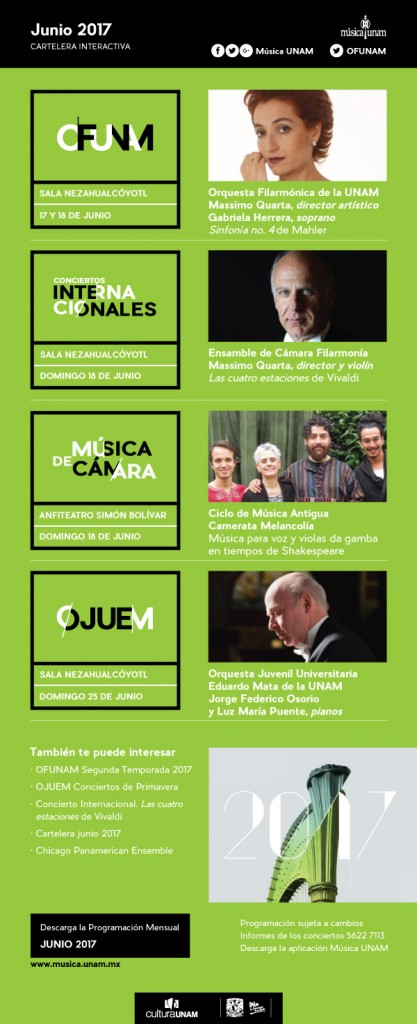 Junio 2017
CARTELERA INTERACTIVA
Música UNAM
OFUNAM
música unam
OFUNAM
SALA NEZAHUALCÓYOTL
17 Y 18 DE JUNIO
Orquesta Filarmónica de la UNAM
Massimo Quarta, director artístico
Gabriela Herrera, soprano
Sinfonía no. 4 de Mahler
CONCIERTOS
INTERNA
CIONALES
SALA NEZAHUALCÓYOTL
DOMINGO 18 DE JUNIO
Ensamble de Cámara Filarmonía
Massimo Quarta, director y violín
Las cuatro estaciones de Vivaldi
MÚSICA
DE CÁMARA
ANFITEATRO SIMÓN BOLÍVAR
DOMINGO 18 DE JUNIO
Ciclo de Música Antigua
Camerata Melancolía
Música para voz y violas da gamba
en tiempos de Shakespeare
OJUEM
SALA NEZAHUALCÓYOTL
DOMINGO 25 DE JUNIO
Orquesta Juvenil Universitaria
Eduardo Mata de la UNAM
Jorge Federico Osorio
y Luz María Puente, pianos
También te puede interesar
· OFUNAM Segunda Temporada 2017
· OJUEM Conciertos de Primavera
· Concierto Internacional. Las cuatro
estaciones de Vivaldi
· Cartelera junio 2017
· Chicago Panamerican Ensemble
2017
Descarga la Programación Mensual
JUNIO 2017
www.musica.unam.mx
Programación sujeta a cambios
Informes de los conciertos 5622 7113
Descarga la aplicación Música UNAM
culturaUNAM